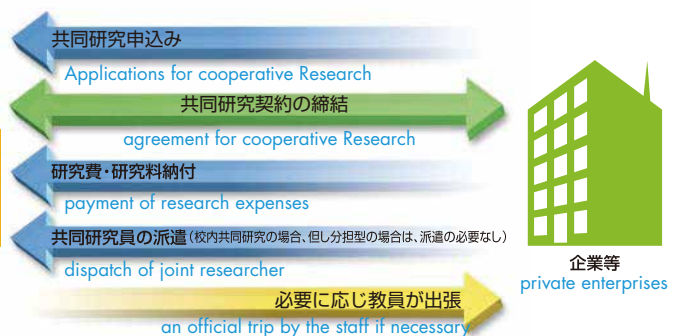 共同研究申込み
Applications for cooperative Research
共同研究契約の締結
agreement for cooperative Research
研究費・研究料納付
payment of research expenses
共同研究員の派遣(校内共同研究の場合、但し分担型の場合は、派遣の必要なし)
dispatch of joint researcher
必要に応じ教員が出張
an official trip by the staff if necessary
企業等
private enterprises